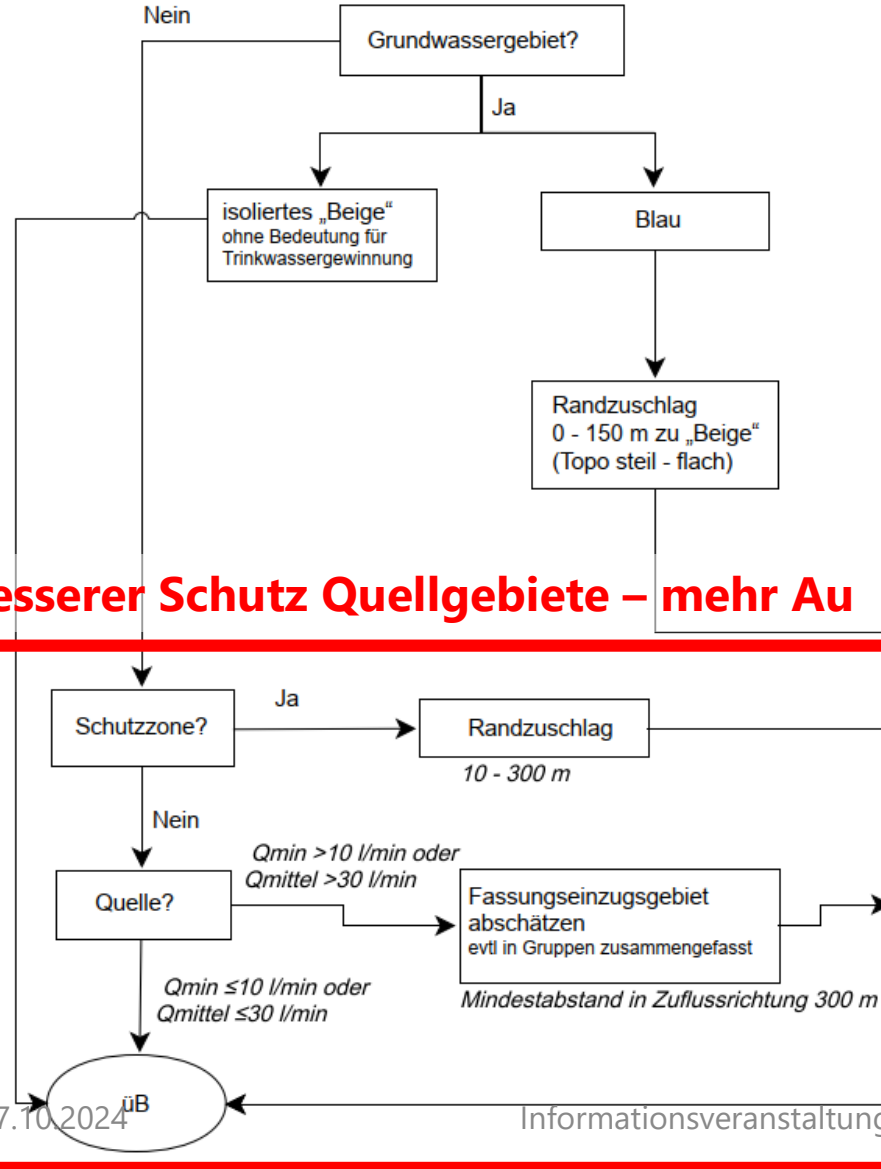 Nein
Grundwassergebiet?
Ja
isoliertes „Beige“
ohne Bedeutung für
Trinkwassergewinnung
Blau
Randzuschlag
0 - 150 m zu „Beige“
(Topo steil - flach)
esserer Schutz Quellgebiete – mehr Au
Schutzzone?
Ja
Randzuschlag
10 - 300 m
Nein
Qmin >10 l/min oder
Qmittel >30 l/min
Quelle?
Fassungseinzugsgebiet
abschätzen
evtl in Gruppen zusammengefasst
Qmin ≤10 l/min oder
Qmittel ≤30 l/min
Mindestabstand in Zuflussrichtung 300 m
üB
7.10.2024
Informationsveranstaltung